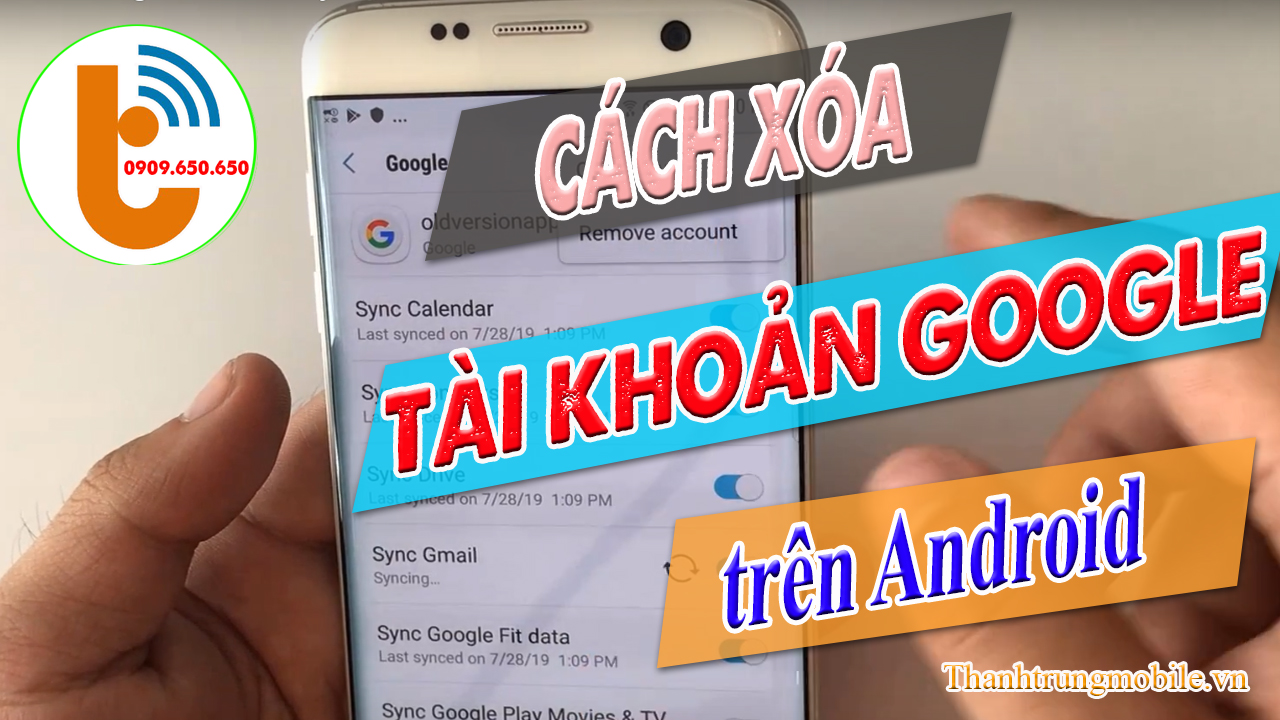 0909.650.650
CÁCH XÓA
Google
oldversionapp
Google
Remove account
Sync Calendar
Last synced on 7/28/19 1:09 PM
TÀI KHOẢN GOOGLE
Sync Drive
Last synced on 7/28/19 1:09 PM
Sync Gmail
Syncing...
trên Android
Sync Google Fit data
Last synced on 7/28/19 1:09 PM
Sync Google Play Movies & TV
Thanhtrungmobile.vn